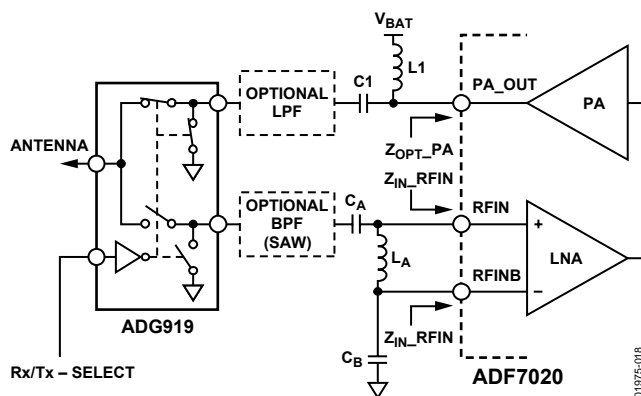 VBAT
L1
C1
OPTIONAL
LPF
PA_OUT
PA
ANTENNA
ZOPT_PA
ZIN_RFIN
OPTIONAL
BPF
(SAW)
CA
RFIN
+
LA
LNA
RFINB
–
ADG919
ZIN_RFIN
CB
Rx/Tx – SELECT
ADF7020
01975-018